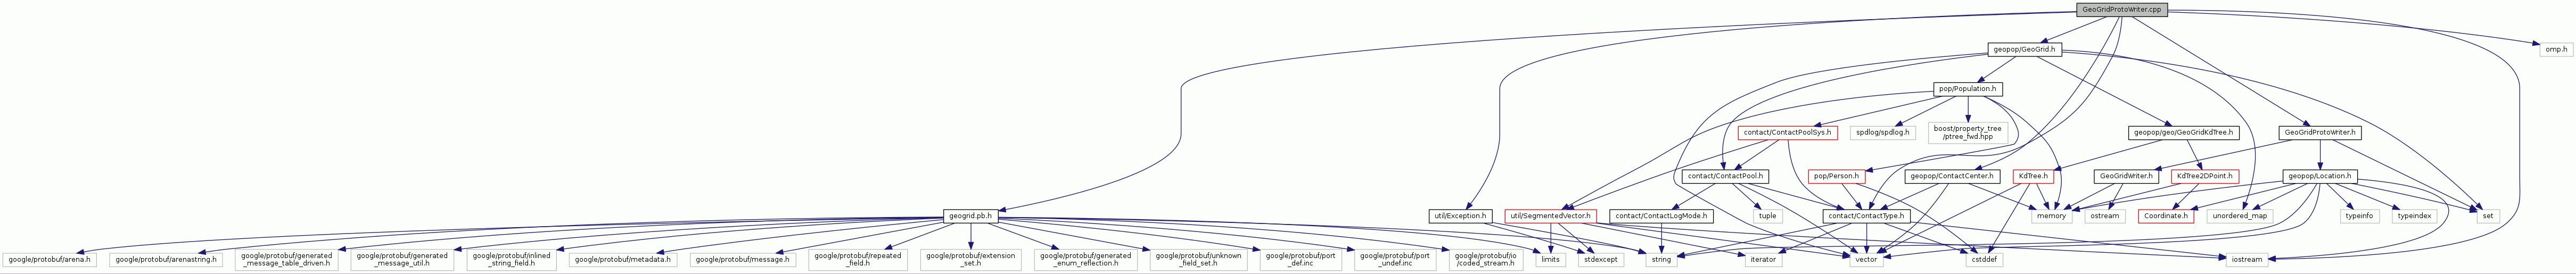 GeoGridProtoWriter.cpp
geopop/GeoGrid.h
omp.h
pop/Population.h
contact/ContactPoolSys.h
spdlog/spdlog.h
boost/property_tree
/ptree_fwd.hpp
geopop/geo/GeoGridKdTree.h
GeoGridProtoWriter.h
contact/ContactPool.h
pop/Person.h
geopop/ContactCenter.h
KdTree.h
GeoGridWriter.h
KdTree2DPoint.h
geopop/Location.h
geogrid.pb.h
util/Exception.h
util/SegmentedVector.h
contact/ContactLogMode.h
tuple
contact/ContactType.h
memory
ostream
Coordinate.h
unordered_map
typeinfo
typeindex
set
google/protobuf/arena.h
google/protobuf/arenastring.h
google/protobuf/generated
_message_table_driven.h
google/protobuf/generated
_message_util.h
google/protobuf/inlined
_string_field.h
google/protobuf/metadata.h
google/protobuf/message.h
google/protobuf/repeated
_field.h
google/protobuf/extension
_set.h
google/protobuf/generated
_enum_reflection.h
google/protobuf/unknown
_field_set.h
google/protobuf/port
_def.inc
google/protobuf/port
_undef.inc
google/protobuf/io
/coded_stream.h
limits
stdexcept
string
iterator
vector
cstddef
iostream